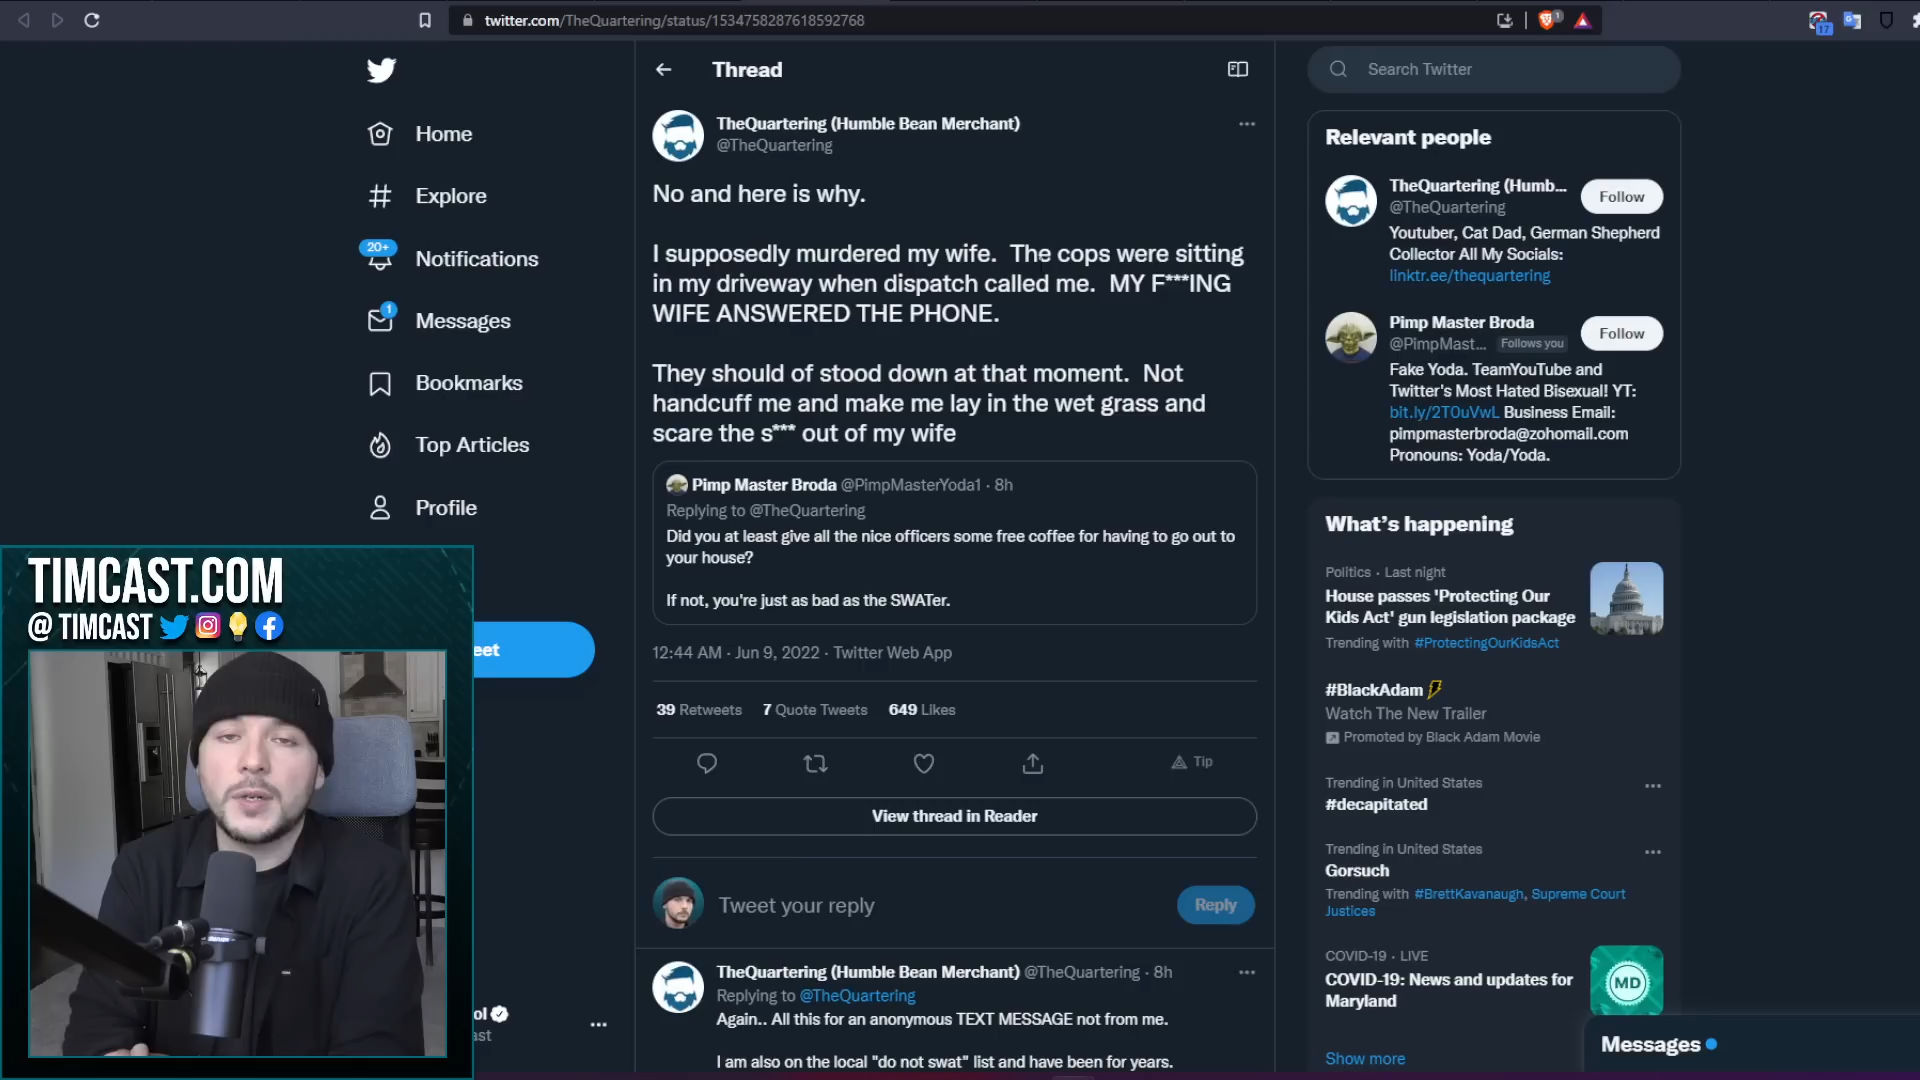 twitter.com/TheQuartering/status/1534758287618592768
1
17
Home
Explore
20+
Notifications
1
Messages
Bookmarks
Top Articles
Profile
eet
ol
ast
TIMCAST.COM
@ TIMCAST
Thread
TheQuartering (Humble Bean Merchant)
@TheQuartering
No and here is why.
I supposedly murdered my wife. The cops were sitting
in my driveway when dispatch called me. MY F***ING
WIFE ANSWERED THE PHONE.
They should of stood down at that moment. Not
handcuff me and make me lay in the wet grass and
scare the s*** out of my wife
Pimp Master Broda @PimpMasterYoda1 · 8h
Replying to @TheQuartering
Did you at least give all the nice officers some free coffee for having to go out to
your house?
If not, you're just as bad as the SWATer.
12:44 AM · Jun 9, 2022 · Twitter Web App
39 Retweets 7 Quote Tweets 649 Likes
Tip
View thread in Reader
Tweet your reply
Reply
TheQuartering (Humble Bean Merchant) @TheQuartering · 8h
Replying to @TheQuartering
Again.. All this for an anonymous TEXT MESSAGE not from me.
I am also on the local "do not swat" list and have been for years.
Search Twitter
Relevant people
TheQuartering (Humb...
@TheQuartering
Follow
Youtuber, Cat Dad, German Shepherd
Collector All My Socials:
linktr.ee/thequartering
Pimp Master Broda
@PimpMast... Follows you
Follow
Fake Yoda. TeamYouTube and
Twitter's Most Hated Bisexual! YT:
bit.ly/2T0uVwL Business Email:
pimpmasterbroda@zohomail.com
Pronouns: Yoda/Yoda.
What's happening
Politics · Last night
House passes 'Protecting Our
Kids Act' gun legislation package
Trending with #ProtectingOurKidsAct
#BlackAdam
Watch The New Trailer
Promoted by Black Adam Movie
Trending in United States
#decapitated
Trending in United States
Gorsuch
Trending with #BrettKavanaugh, Supreme Court
Justices
COVID-19 · LIVE
COVID-19: News and updates for
Maryland
MD
Show more
Messages